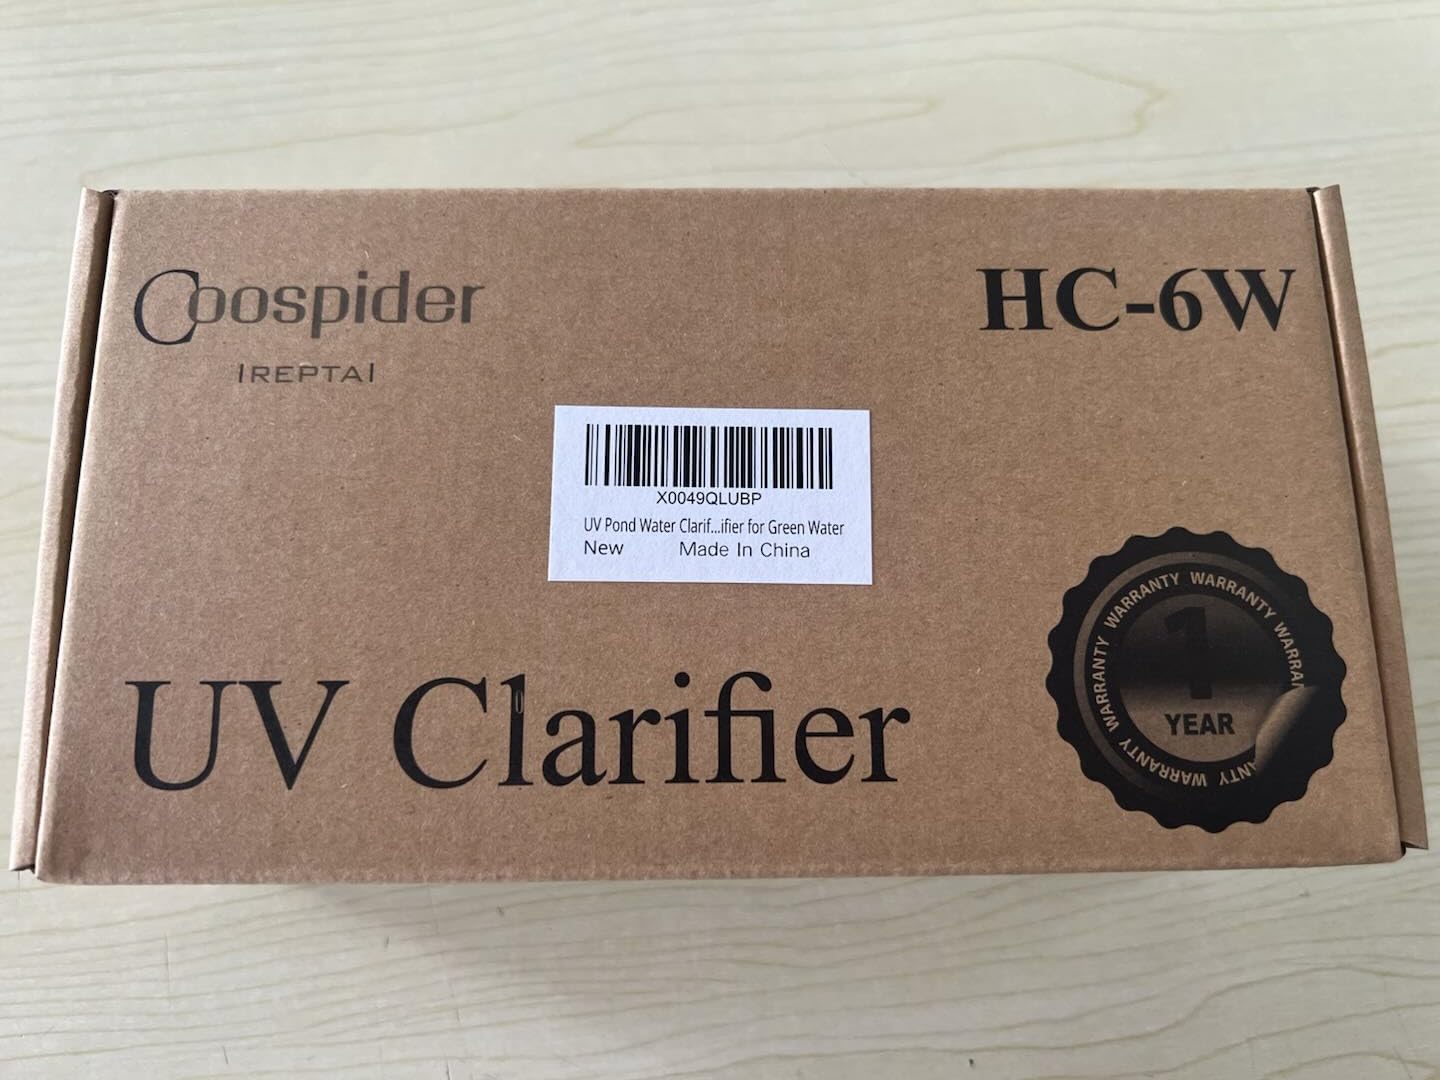 Coospider
|REPTA|
HC-6W
X0049QLUBP
UV Pond Water Clarif...ifier for Green Water
New Made In China
UV Clarifier
WARRANTY WARRANTY WARRANTY WARRANTY WARRANTY WARRA
1
YEAR